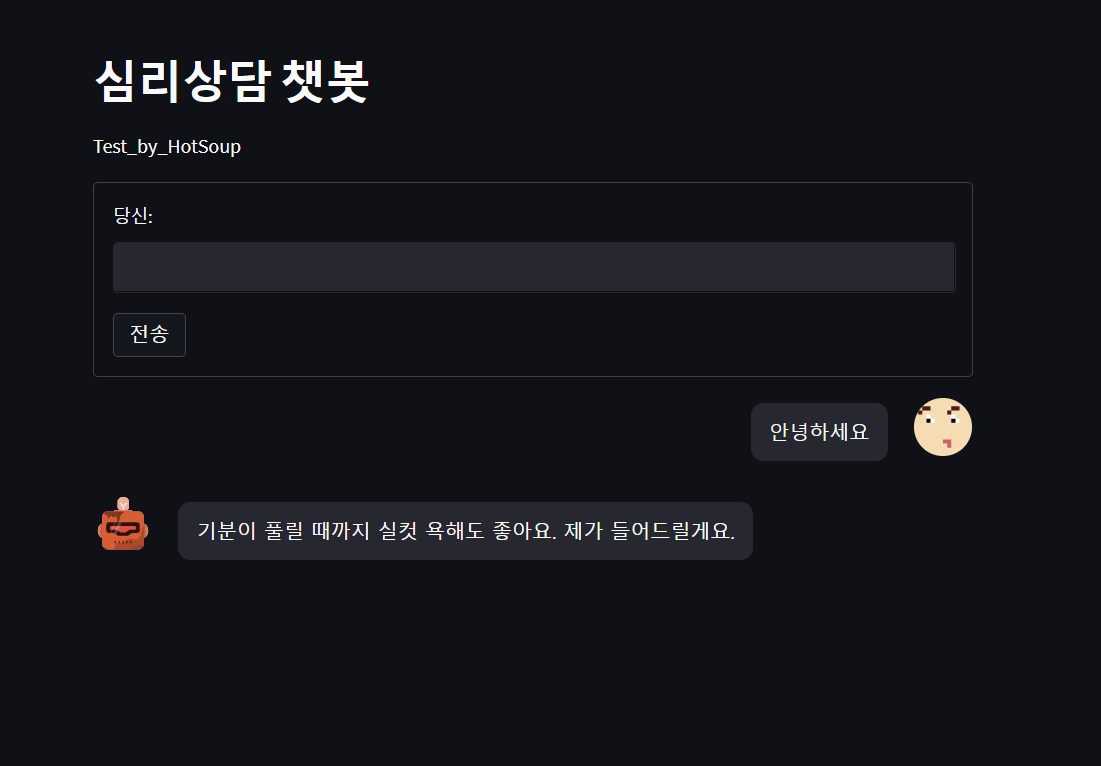 심리상담 챗봇
Test_by_HotSoup
당신:
전송
안녕하세요
기분이 풀릴 때까지 실컷 욕해도 좋아요. 제가 들어드릴게요.